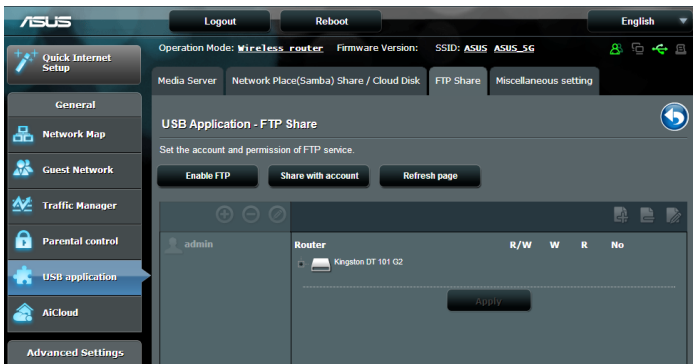 ASUS
Logout
Reboot
English
Quick Internet
Setup
Operation Mode: Wireless router Firmware Version: SSID: ASUS ASUS_5G
Media Server
Network Place(Samba) Share / Cloud Disk
FTP Share
Miscellaneous setting
General
Network Map
Guest Network
Traffic Manager
Parental control
USB application
AiCloud
Advanced Settings
USB Application - FTP Share
Set the account and permission of FTP service.
Enable FTP
Share with account
Refresh page
admin
Router R/W W R No
Kingston DT 101 G2
Apply